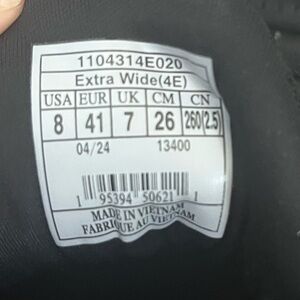 1104314E020
Extra Wide(4E)
USA EUR UK CM CN
8 41 7 26 260(2.5)
04/24 13400
1 95394 50621 1
MADE IN VIETNAM
FABRIQUE AU VIETNAM